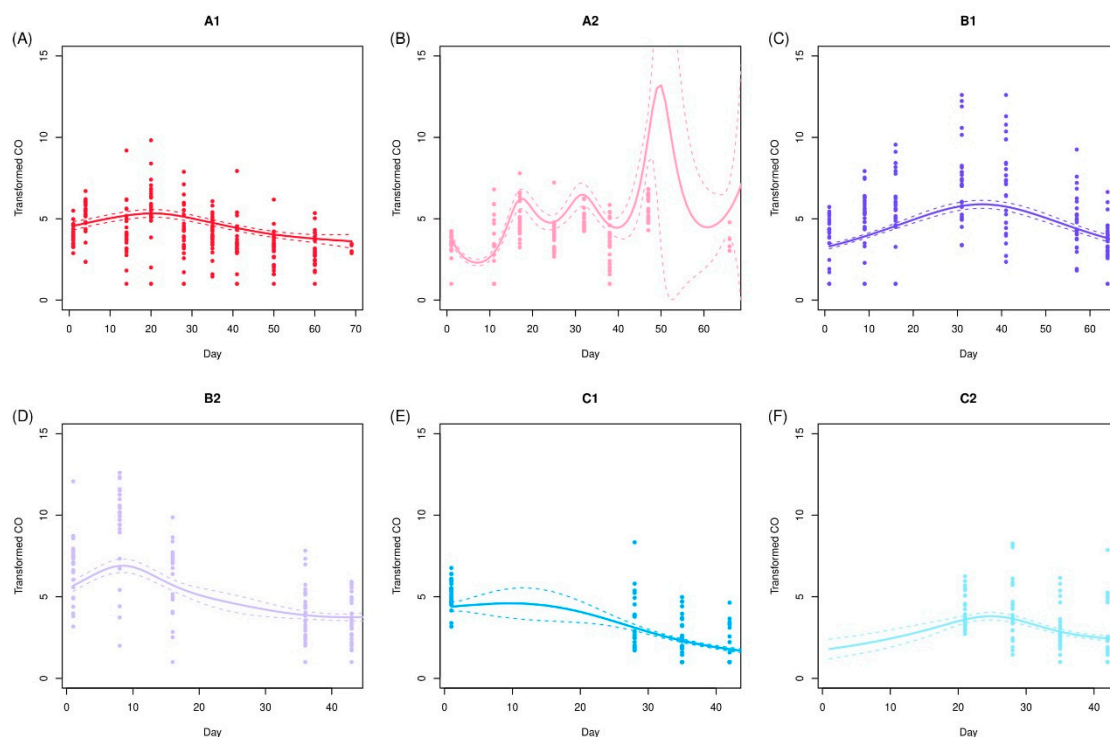 A1 A2 B1
(A) (B) (C)
15 15 15
Transformed CO Transformed CO Transformed CO
10 10 10
5 5 5
0 0 0
0 10 20 30 40 50 60 70 0 10 20 30 40 50 60 0 10 20 30 40 50 60
Day Day Day
B2 C1 C2
(D) (E) (F)
15 15 15
Transformed CO Transformed CO Transformed CO
10 10 10
5 5 5
0 0 0
0 10 20 30 40 0 10 20 30 40 0 10 20 30 40
Day Day Day